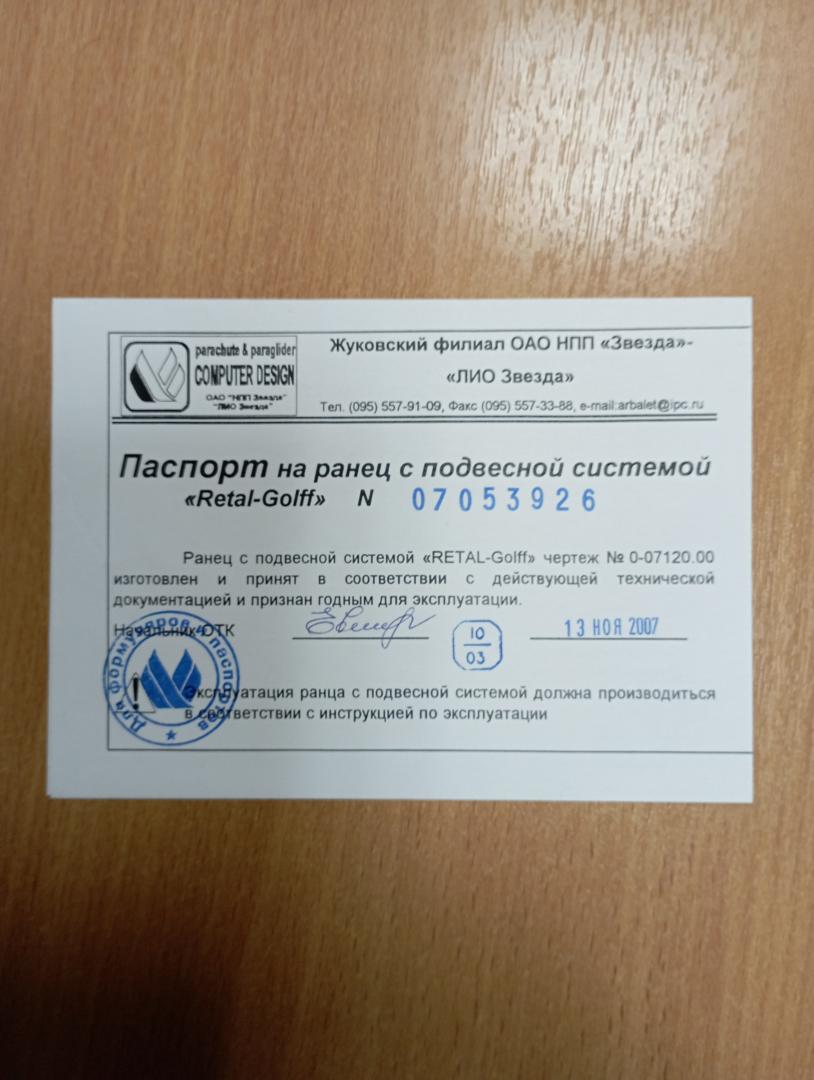 parachute & paraglider
COMPUTER DESIGN
ОАО "НПП Звезда"
"ЛИО Звезда"
Жуковский филиал ОАО НПП «Звезда»-
«ЛИО Звезда»
Тел. (095) 557-91-09, Факс (095) 557-33-88, e-mail:arbalet@ipc.ru
Паспорт на ранец с подвесной системой
«Retal-Golff» N 07053926
Ранец с подвесной системой «RETAL-Golff» чертеж № 0-07120.00
изготовлен и принят в соответствии с действующей технической
документацией и признан годным для эксплуатации.
Начальник ОТК
10
03
13 НОЯ 2007
Для формуляров и паспортов
Эксплуатация ранца с подвесной системой должна производиться
в соответствии с инструкцией по эксплуатации